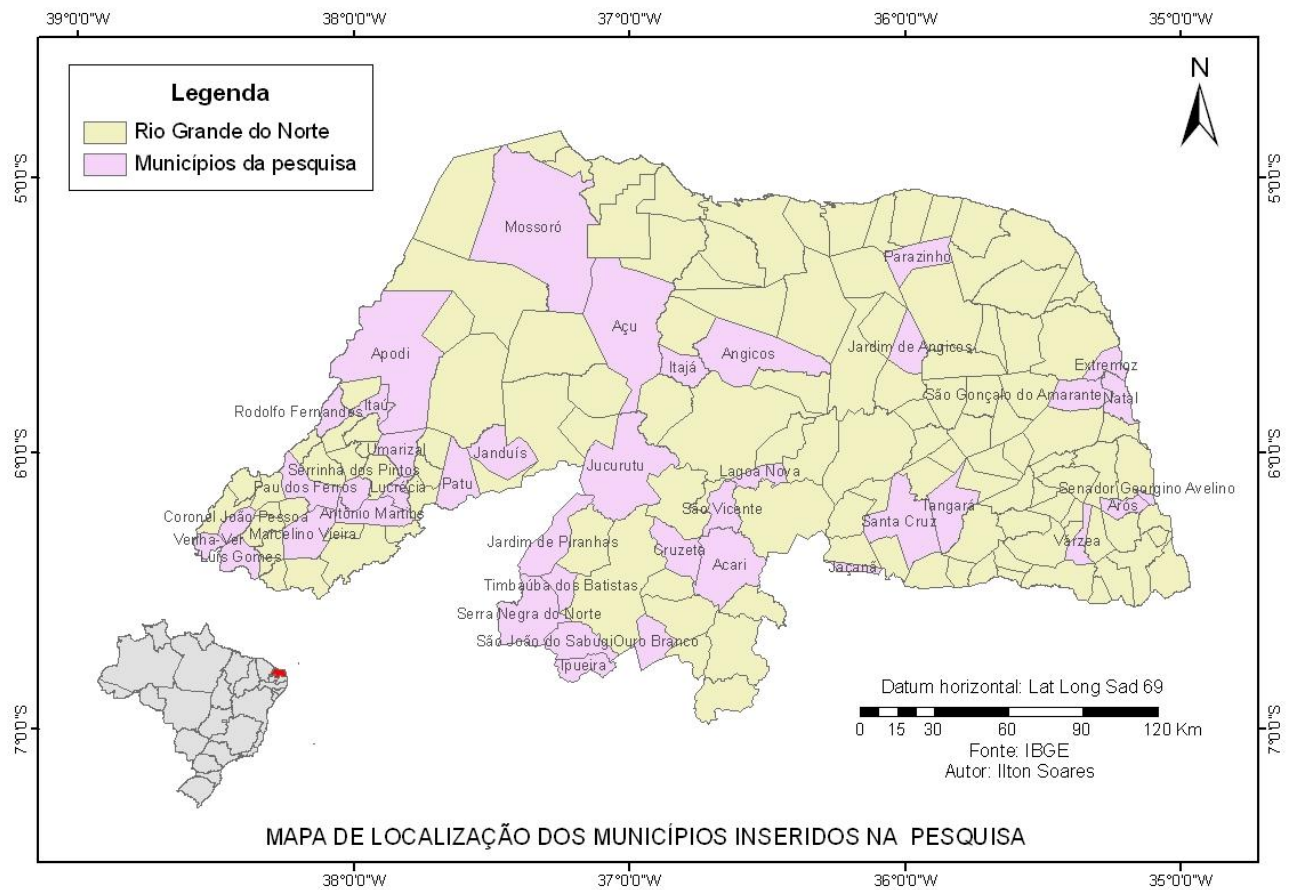 39°0'0"W
38°0'0"W
37°0'0"W
36°0'0"W
35°0'0"W
Legenda
Rio Grande do Norte
Municípios da pesquisa
N
5°0'0"S
5°0'0"S
Mossoró
Parazinho
Açu
Apodi
Itajá
Angicos
Jardim de Angicos
Extremoz
São Gonçalo do Amarante
Natal
Rodolfo Fernandes
Itaú
6°0'0"S
6°0'0"S
Umarizal
Janduís
Serrinha dos Pintos
Jucurutu
Lagoa Nova
Pau dos Ferros
Lucrécia
Patu
Senador Georgino Avelino
Arês
Tangará
São Vicente
Antônio Martins
Coronel João Pessoa
Santa Cruz
Marcelino Vieira
Venha-Ver
Luís Gomes
Jardim de Piranhas
Cruzeta
Várzea
Acari
Jaçanã
Timbaúba dos Batistas
Serra Negra do Norte
São João do Sabugi
Ouro Branco
Ipueira
7°0'0"S
7°0'0"S
Datum horizontal: Lat Long Sad 69
0 15 30 60 90 120 Km
Fonte: IBGE
Autor: Ilton Soares
MAPA DE LOCALIZAÇÃO DOS MUNICÍPIOS INSERIDOS NA PESQUISA
38°0'0"W
37°0'0"W
36°0'0"W
35°0'0"W